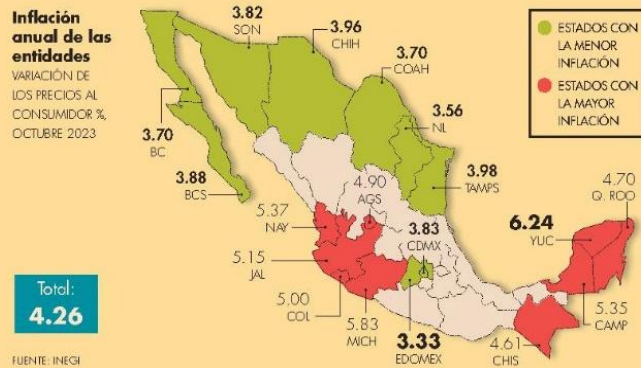 Inflación
anual de las
entidades
VARIACIÓN DE
LOS PRECIOS AL
CONSUMIDOR %,
OCTUBRE 2023
3.82
SON
3.96
CHIH
3.70
COAH
3.56
NL
3.98
TAMPS
3.70
BC
3.88
BCS
ESTADOS CON
LA MENOR
INFLACIÓN
ESTADOS CON
LA MAYOR
INFLACIÓN
4.90
AGS
5.37
NAY
3.83
CDMX
4.70
Q. ROO
6.24
YUC
5.15
JAL
5.00
COL
5.83
MICH
3.33
EDOMEX
4.61
CHIS
5.35
CAMP
Total:
4.26
FUENTE: INEGI